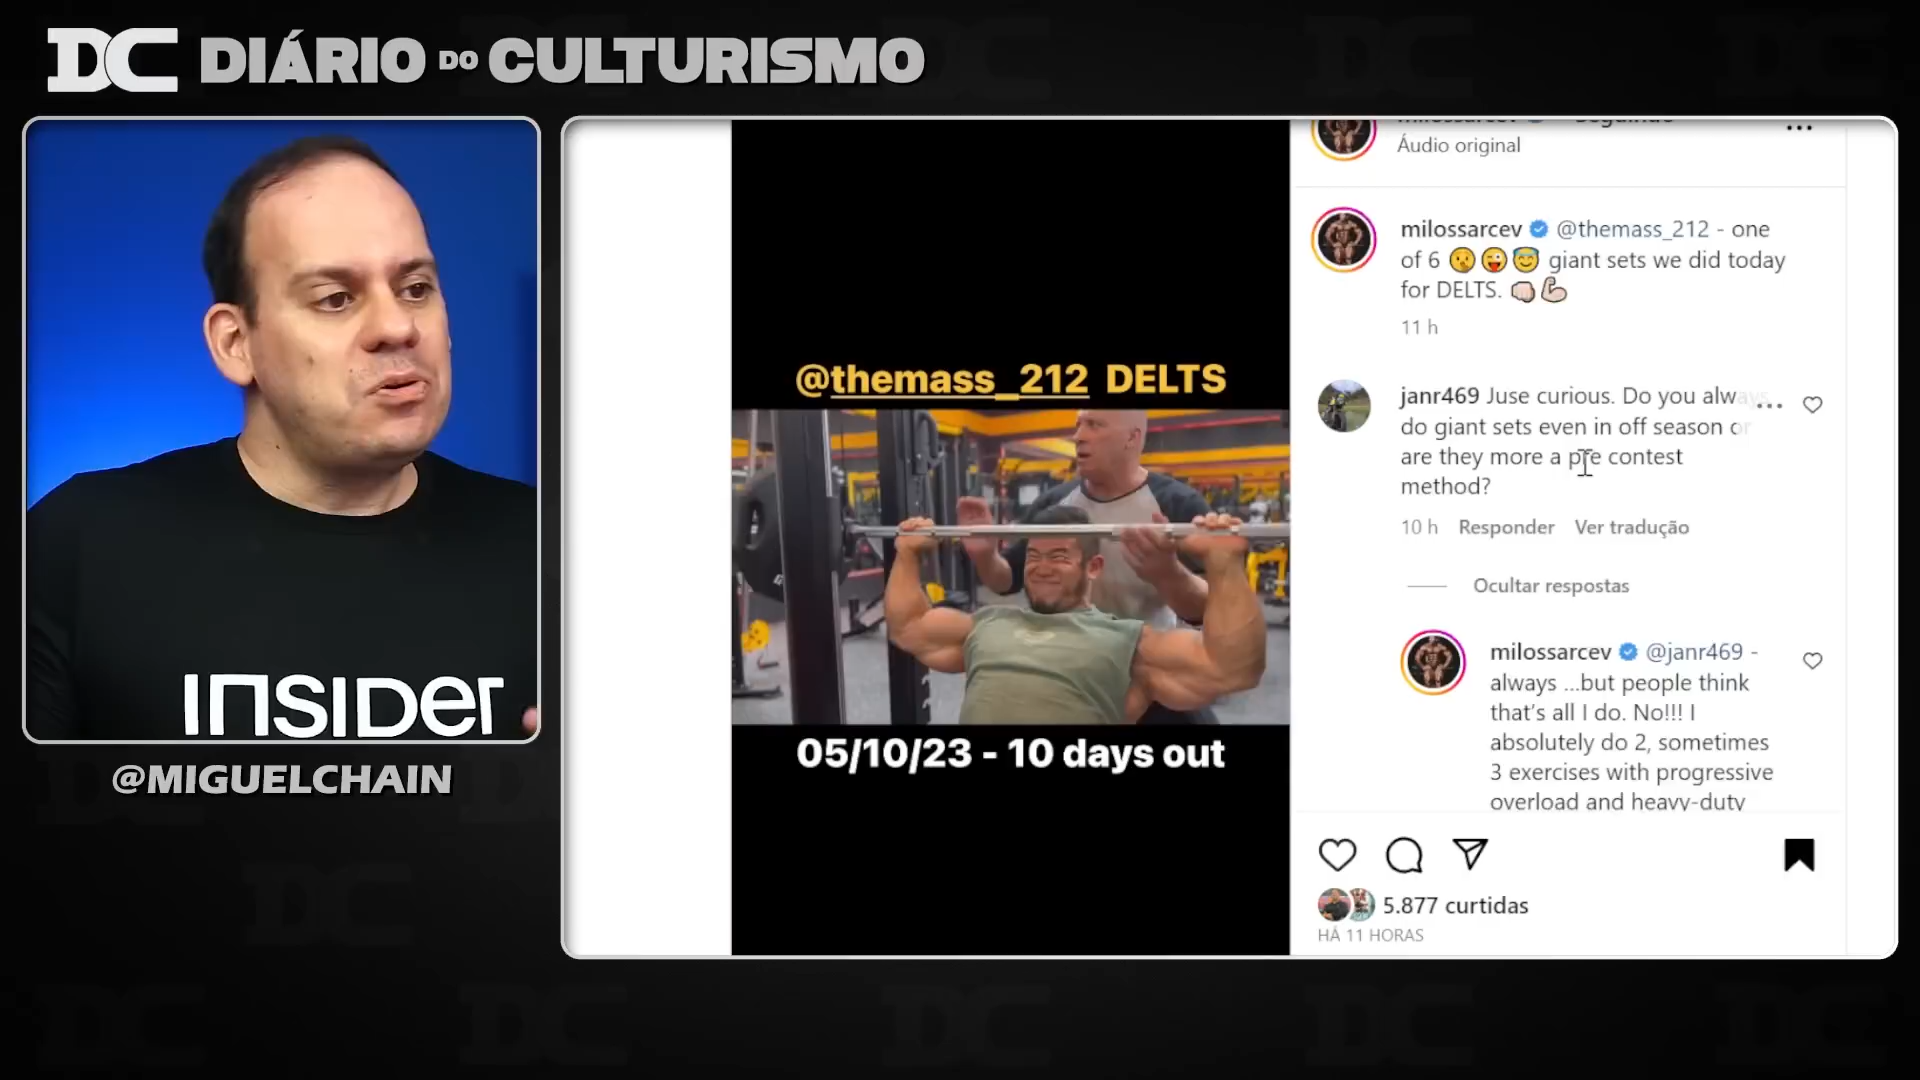 DC DIÁRIO DO CULTURISMO
INSIDER
@MIGUELCHAIN
@themass_212 DELTS
05/10/23 - 10 days out
Áudio original
milossarcev @themass_212 - one
of 6 🤫😜😇 giant sets we did today
for DELTS. 👊🏻💪🏻
11 h
janr469 Juse curious. Do you always
do giant sets even in off season or
are they more a pre contest
method?
10 h Responder Ver tradução
Ocultar respostas
milossarcev @janr469 -
always ...but people think
that's all I do. No!!! I
absolutely do 2, sometimes
3 exercises with progressive
overload and heavy-duty
5.877 curtidas
HÁ 11 HORAS